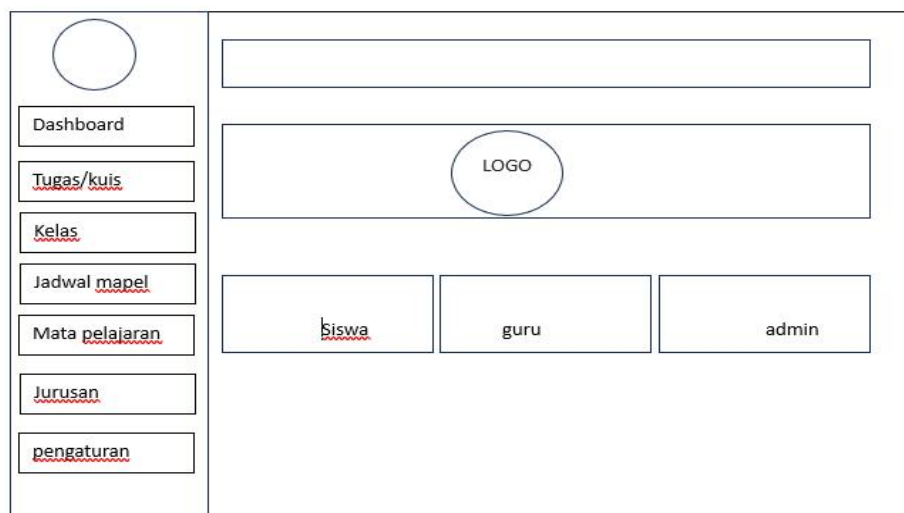 Dashboard
Tugas/kuis
Kelas
Jadwal mapel
Mata pelajaran
Jurusan
pengaturan
LOGO
Siswa
guru
admin